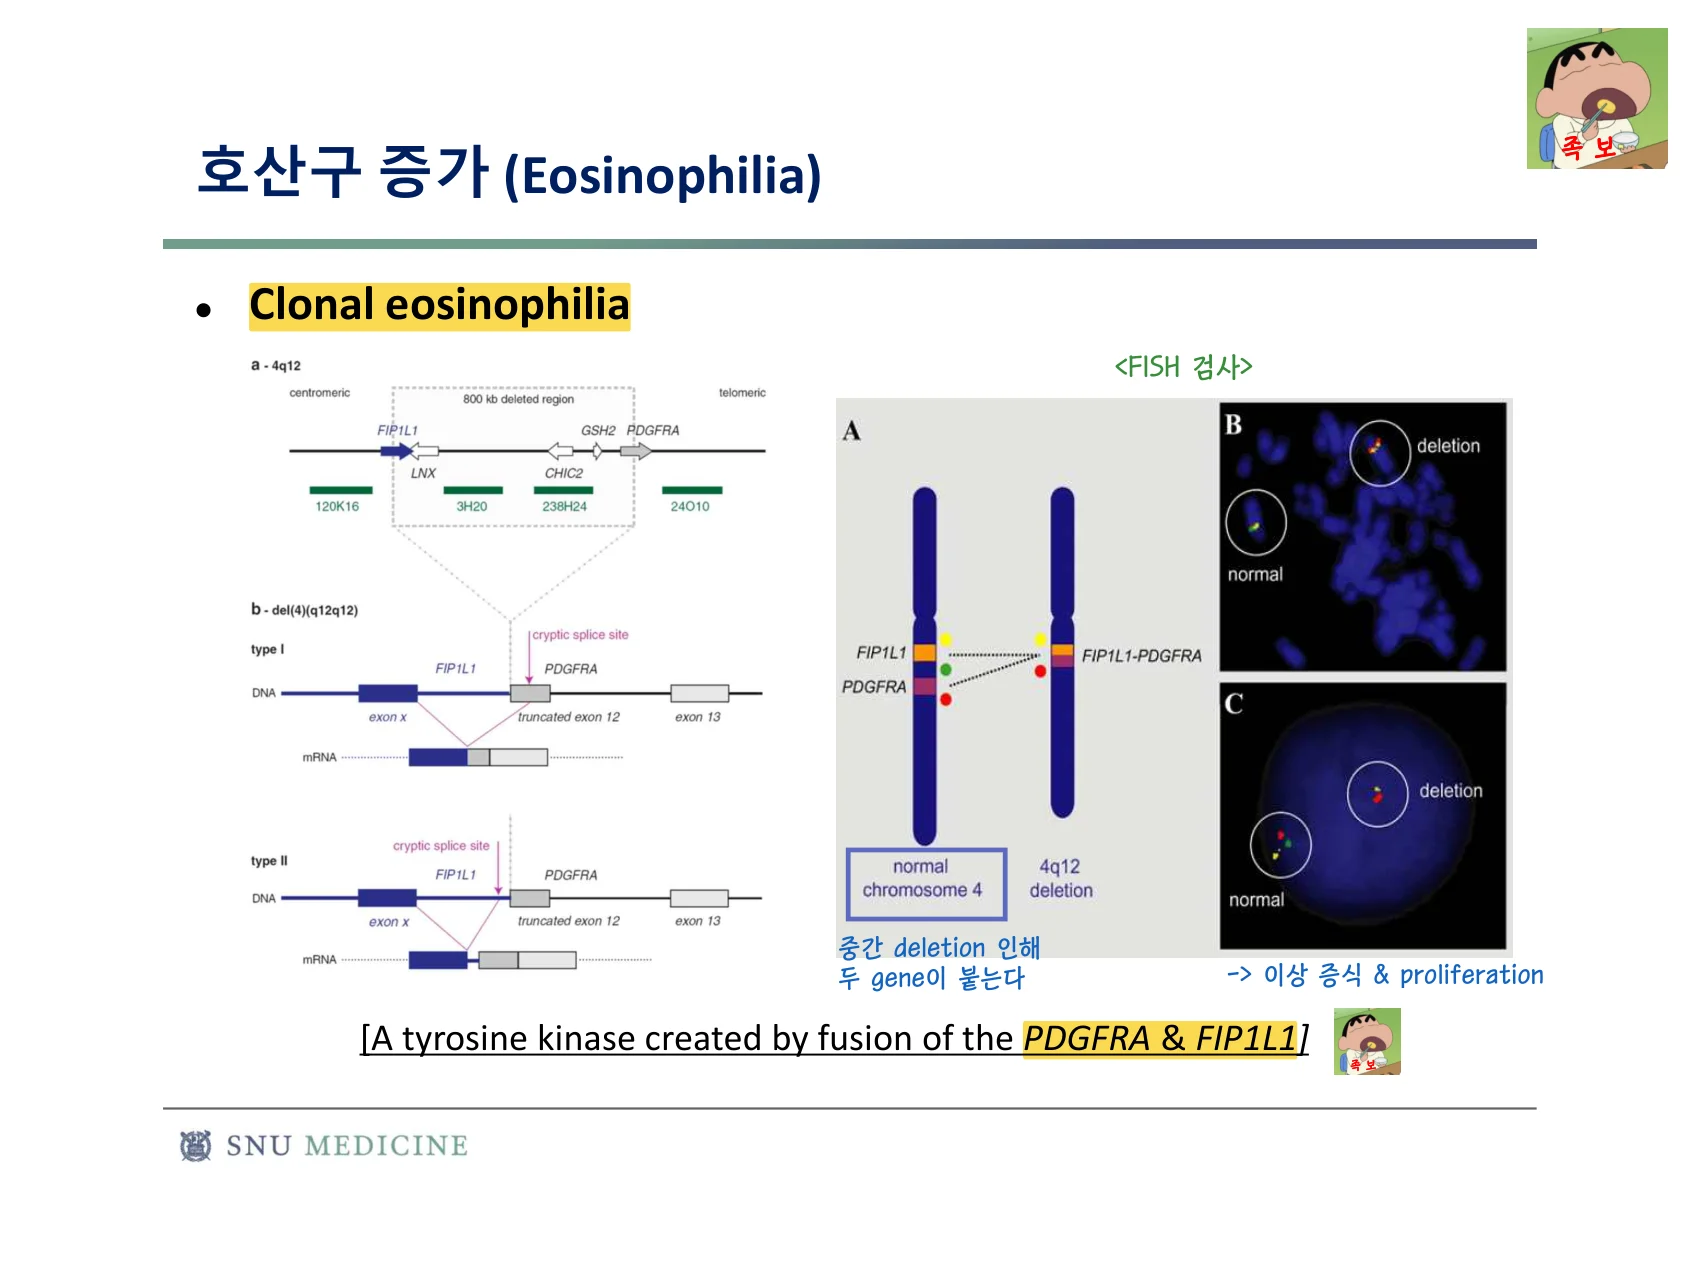 족 보
호산구 증가 (Eosinophilia)
● Clonal eosinophilia
a - 4q12
centromeric
800 kb deleted region
telomeric
FIP1L1
GSH2
PDGFRA
LNX
CHIC2
120K16
3H20
238H24
24O10
b - del(4)(q12q12)
type I
cryptic splice site
FIP1L1
PDGFRA
DNA
exon x
truncated exon 12
exon 13
mRNA
type II
cryptic splice site
FIP1L1
PDGFRA
DNA
exon x
truncated exon 12
exon 13
mRNA
<FISH 검사>
A
FIP1L1
PDGFRA
FIP1L1-PDGFRA
normal
chromosome 4
4q12
deletion
B
deletion
normal
C
deletion
normal
중간 deletion 인해
두 gene이 붙는다
-> 이상 증식 & proliferation
[A tyrosine kinase created by fusion of the PDGFRA & FIP1L1]
족 보
SNU MEDICINE